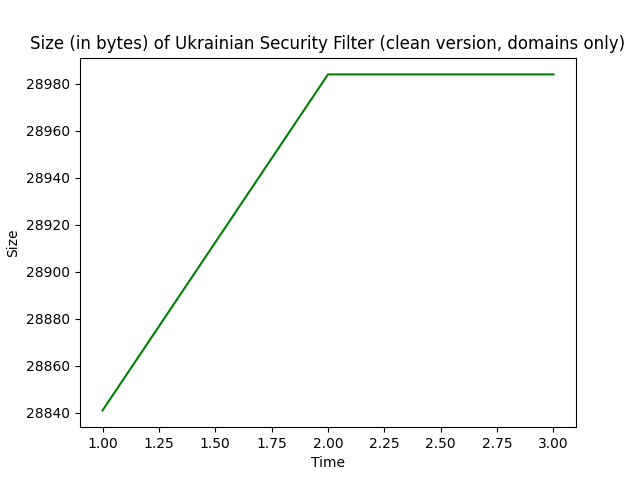 Size (in bytes) of Ukrainian Security Filter (clean version, domains only)
28980
28960
28940
28920
28900
28880
28860
28840
Size
1.00 1.25 1.50 1.75 2.00 2.25 2.50 2.75 3.00
Time